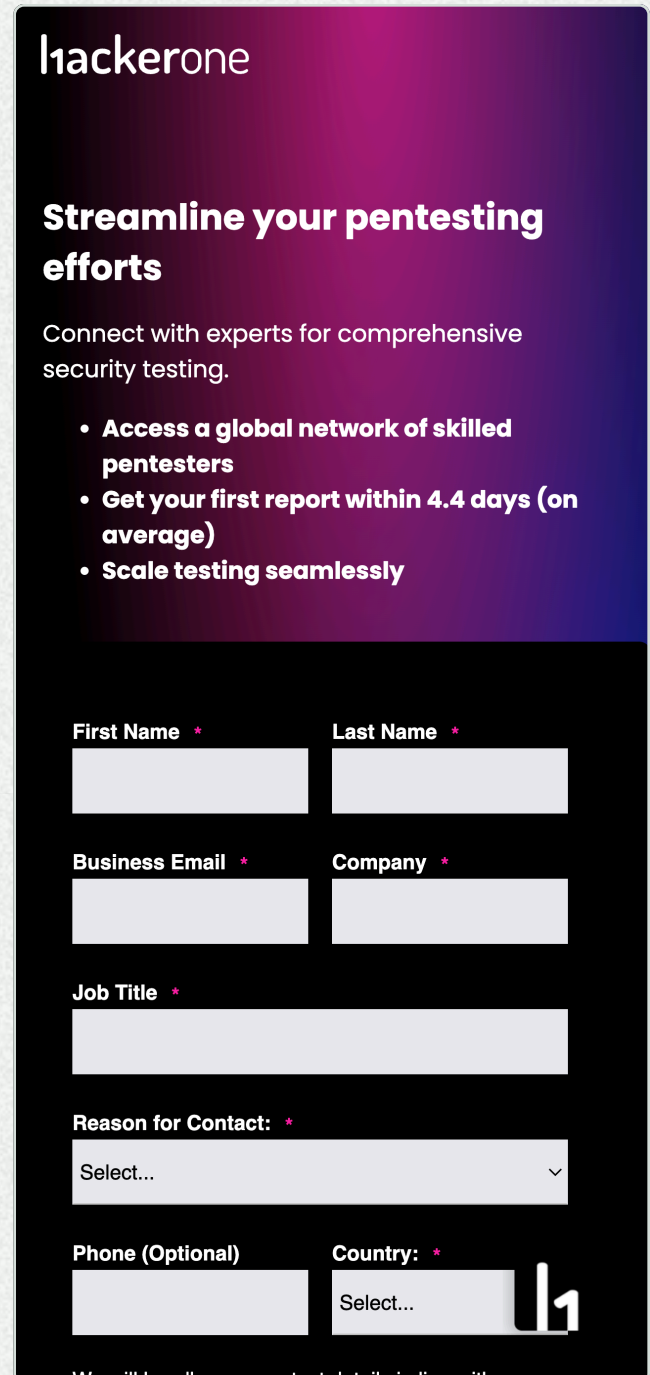 hackerone
Streamline your pentesting
efforts
Connect with experts for comprehensive
security testing.
• Access a global network of skilled
pentesters
• Get your first report within 4.4 days (on
average)
• Scale testing seamlessly
First Name * Last Name *
Business Email * Company *
Job Title *
Reason for Contact: *
Select...
Phone (Optional) Country: *
Select...
h1